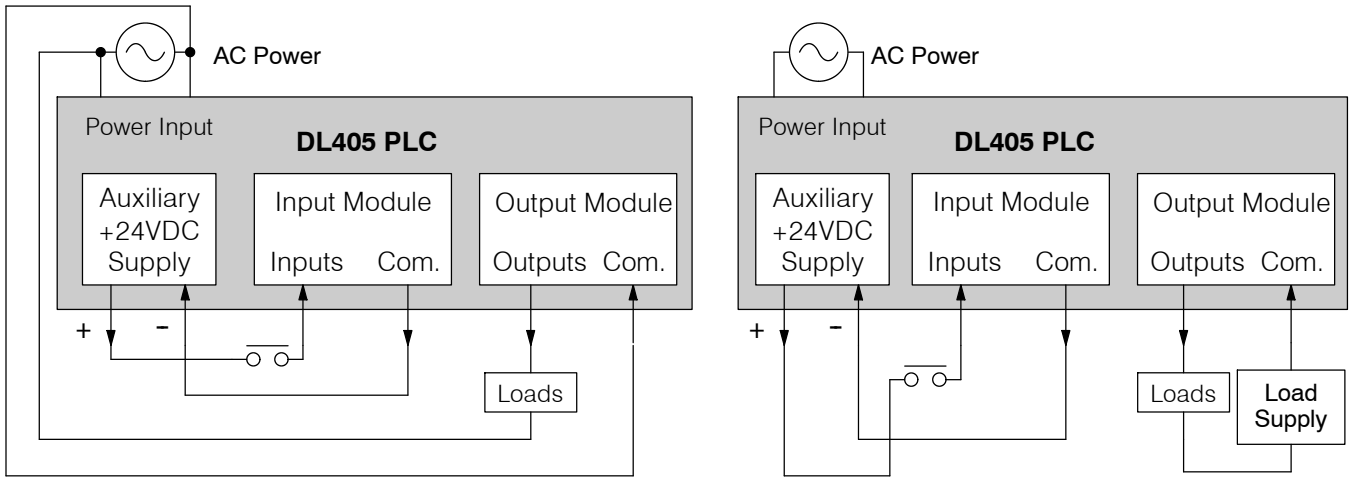 AC Power
Power Input
DL405 PLC
Auxiliary
+24VDC
Supply
Input Module
Inputs Com.
Output Module
Outputs Com.
+ -
Loads
AC Power
Power Input
DL405 PLC
Auxiliary
+24VDC
Supply
Input Module
Inputs Com.
Output Module
Outputs Com.
+ -
Loads
Load
Supply